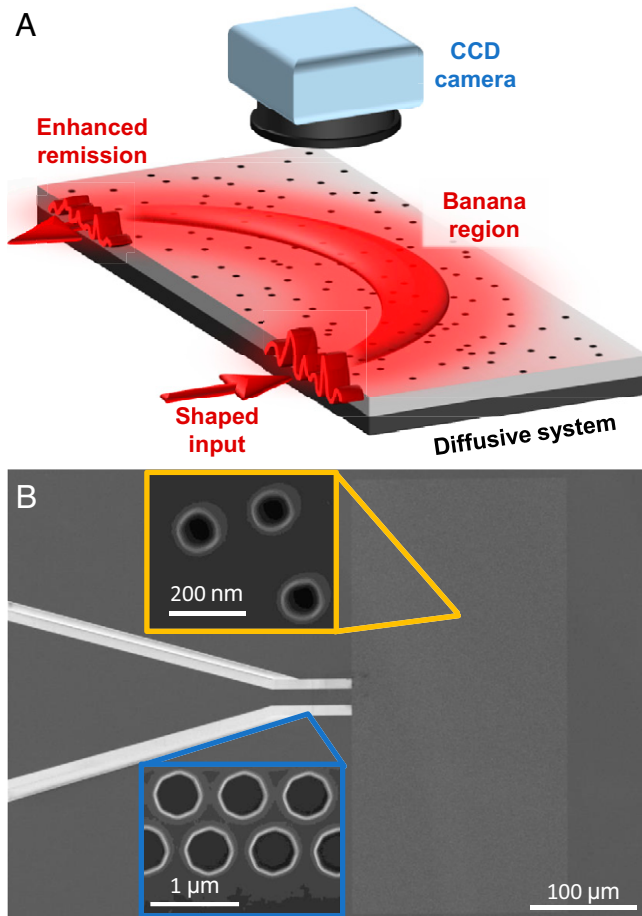 A
CCD
camera
Enhanced
remission
Banana
region
Shaped
input
Diffusive system
B
200 nm
1 µm
100 µm